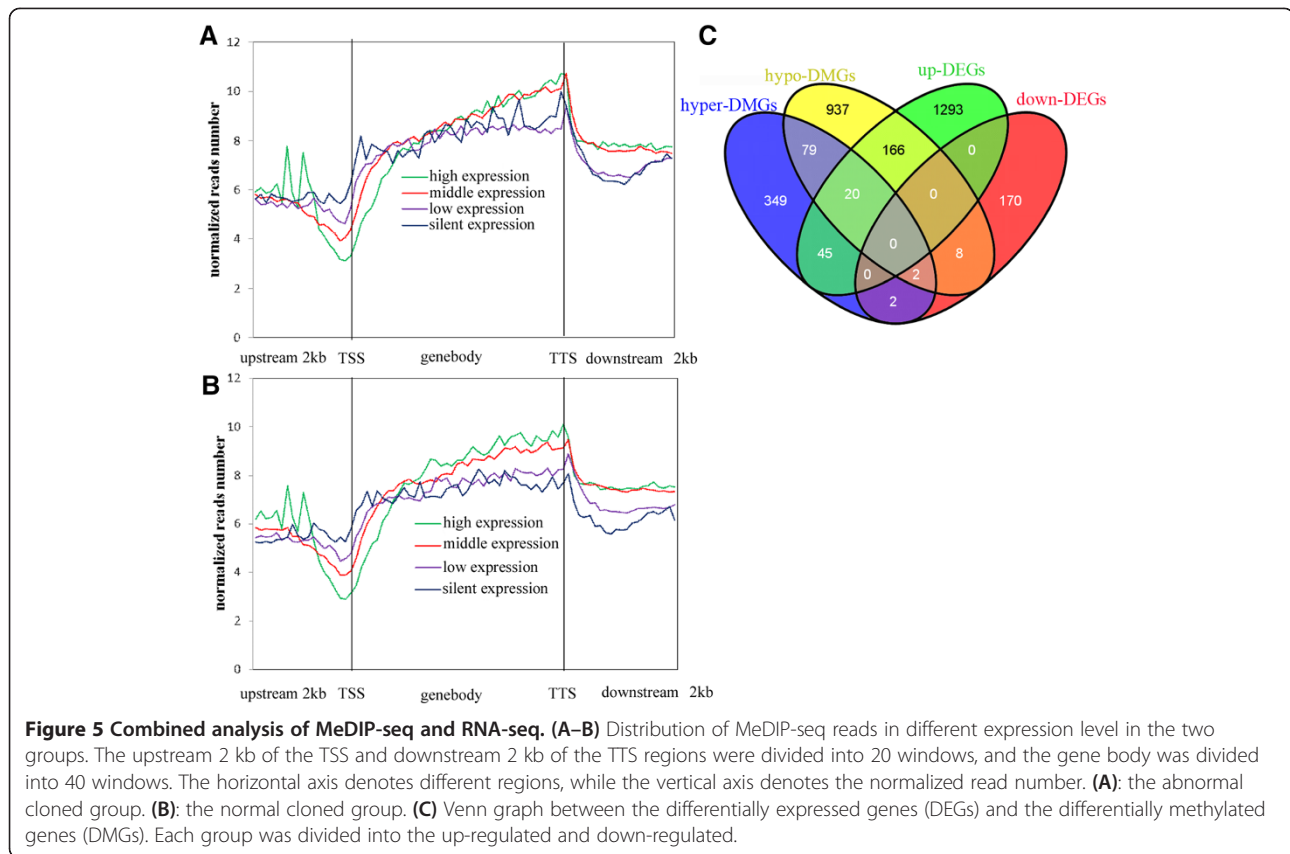 A
12
10
8
6
4
2
0
normalized reads number
high expression
middle expression
low expression
silent expression
upstream 2kb TSS genebody TTS downstream 2kb
B
12
10
8
6
4
2
0
normalized reads number
high expression
middle expression
low expression
silent expression
upstream 2kb TSS genebody TTS downstream 2kb
C
hypo-DMGs up-DEGs
hyper-DMGs down-DEGs
937 1293
79 166 0
349 20 0 170
45 0 8
0 2
2
Figure 5 Combined analysis of MeDIP-seq and RNA-seq. (A–B) Distribution of MeDIP-seq reads in different expression level in the two
groups. The upstream 2 kb of the TSS and downstream 2 kb of the TTS regions were divided into 20 windows, and the gene body was divided
into 40 windows. The horizontal axis denotes different regions, while the vertical axis denotes the normalized read number. (A): the abnormal
cloned group. (B): the normal cloned group. (C) Venn graph between the differentially expressed genes (DEGs) and the differentially methylated
genes (DMGs). Each group was divided into the up-regulated and down-regulated.